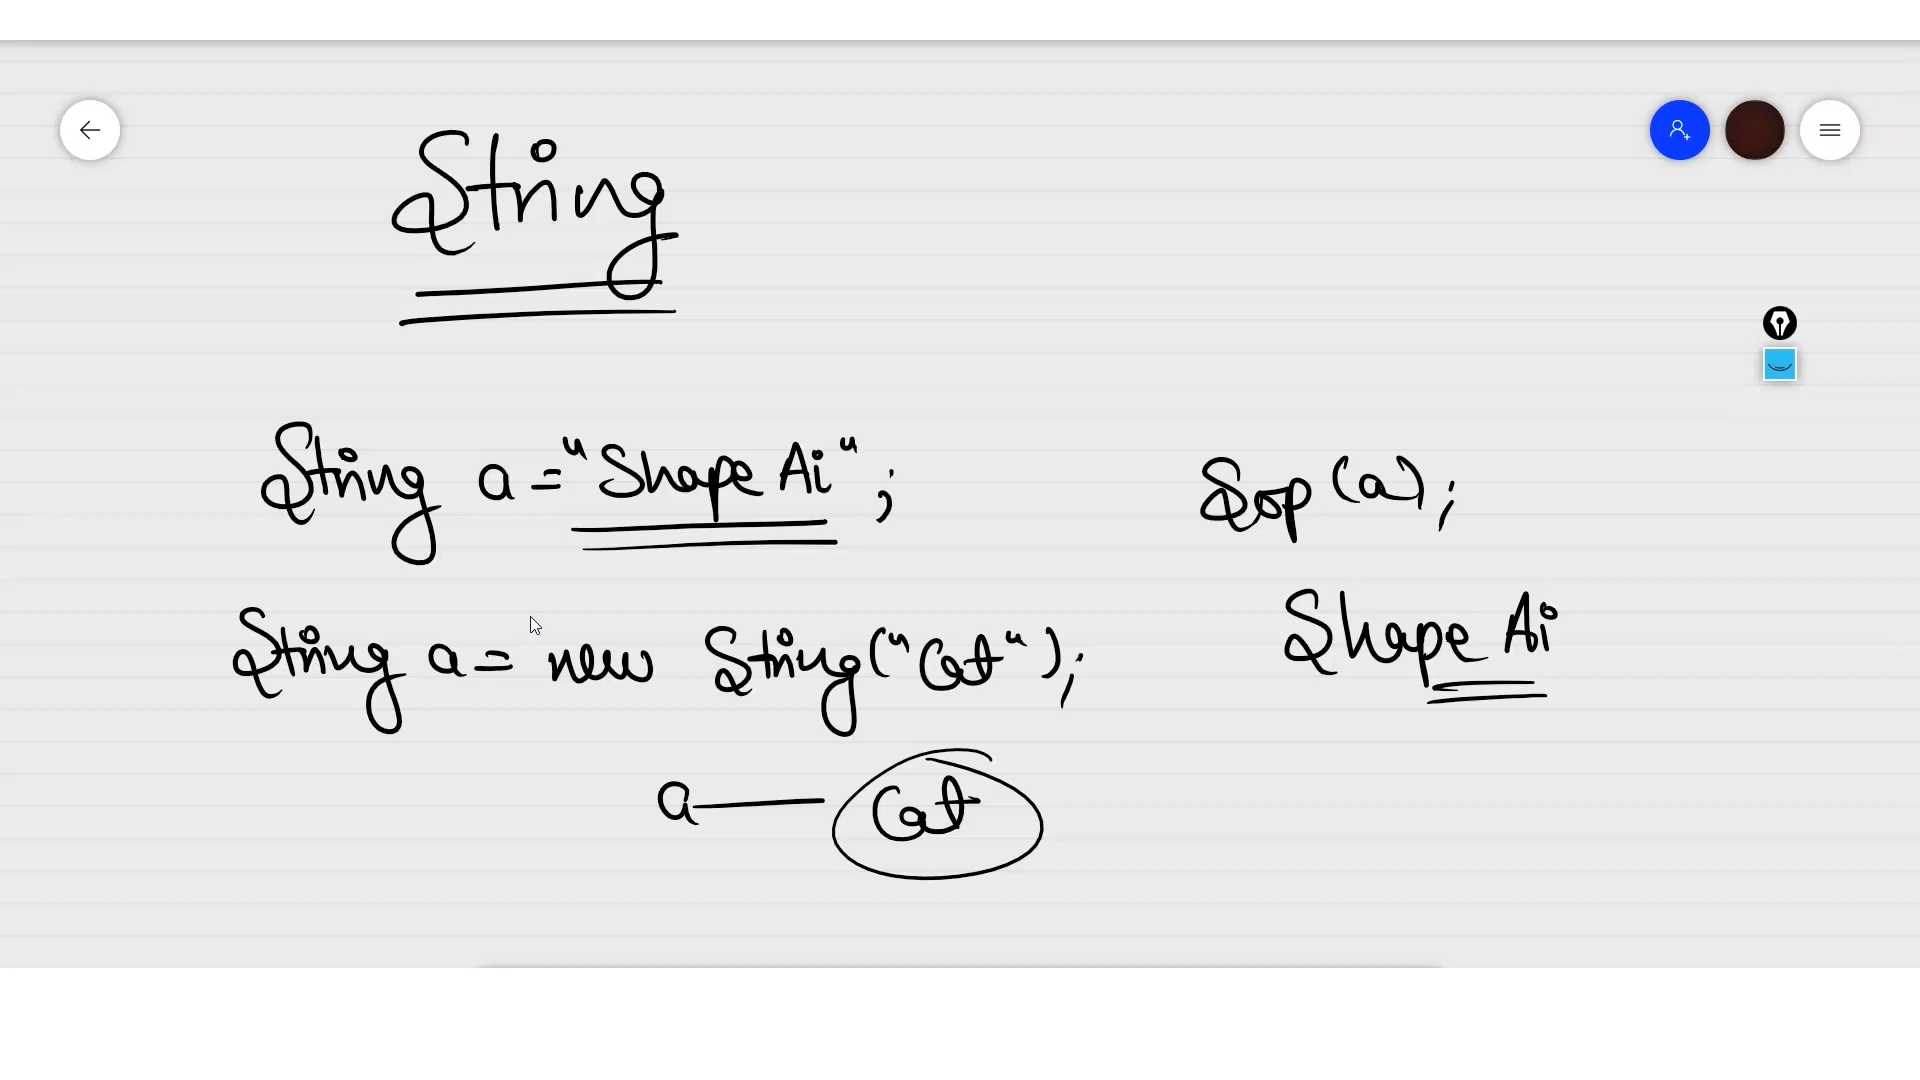 String
String a = "Shape Ai" ;
Sop (a) ;
String a = new String("Cat") ;
Shape Ai
a — Cat